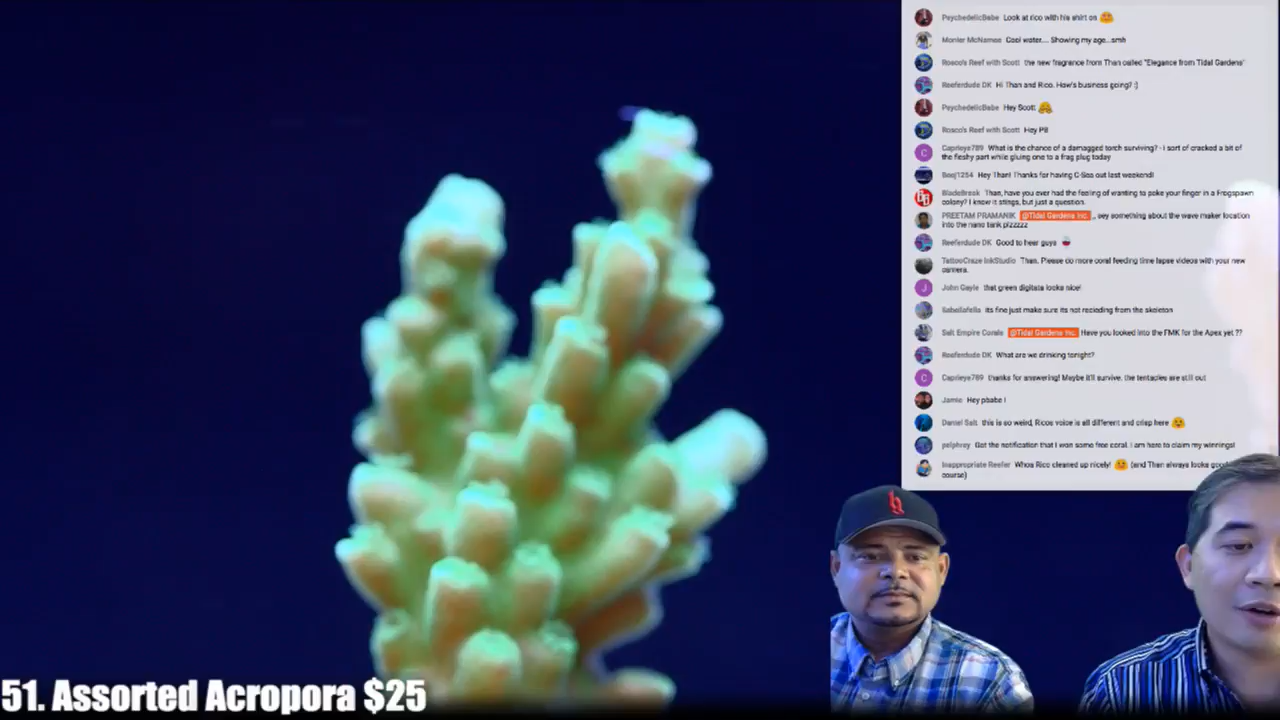 PsychedelicBabe Look at rico with his shirt on
Monier McNamee Cool water.... Showing my age...smh
Rosco's Reef with Scott the new fragrance from Than called "Elegance from Tidal Gardens"
Reeferdude DK Hi Than and Rico. How's business going? :)
PsychedelicBabe Hey Scott
Rosco's Reef with Scott Hey PB
C Caprieye789 What is the chance of a damagged torch surviving? - i sort of cracked a bit of
the fleshy part while gluing one to a frag plug today
Booj1254 Hey Than! Thanks for having C-Sea out last weekend!
BladeBreak Than, have you ever had the feeling of wanting to poke your finger in a Frogspawn
colony? I know it stings, but just a question.
PREETAM PRAMANIK @Tidal Gardens Inc. ,, sey something about the wave maker location
into the nano tank plzzzzz
Reeferdude DK Good to hear guys
TattooCraze InkStudio Than. Please do more coral feeding time lapse videos with your new
camera.
J John Gayle that green digitata looks nice!
Sabellafella its fine just make sure its not receding from the skeleton
Salt Empire Corals @Tidal Gardens Inc. Have you looked into the FMK for the Apex yet ??
Reeferdude DK What are we drinking tonight?
C Caprieye789 thanks for answering! Maybe it'll survive, the tentacles are still out
Jamie Hey pbabe !
Daniel Salt this is so weird, Ricos voice is all different and crisp here
pelphrey Got the notification that I won some free coral. I am here to claim my winnings!
Inappropriate Reefer Whoa Rico cleaned up nicely! (and Than always looks
course)
51. Assorted Acropora $25